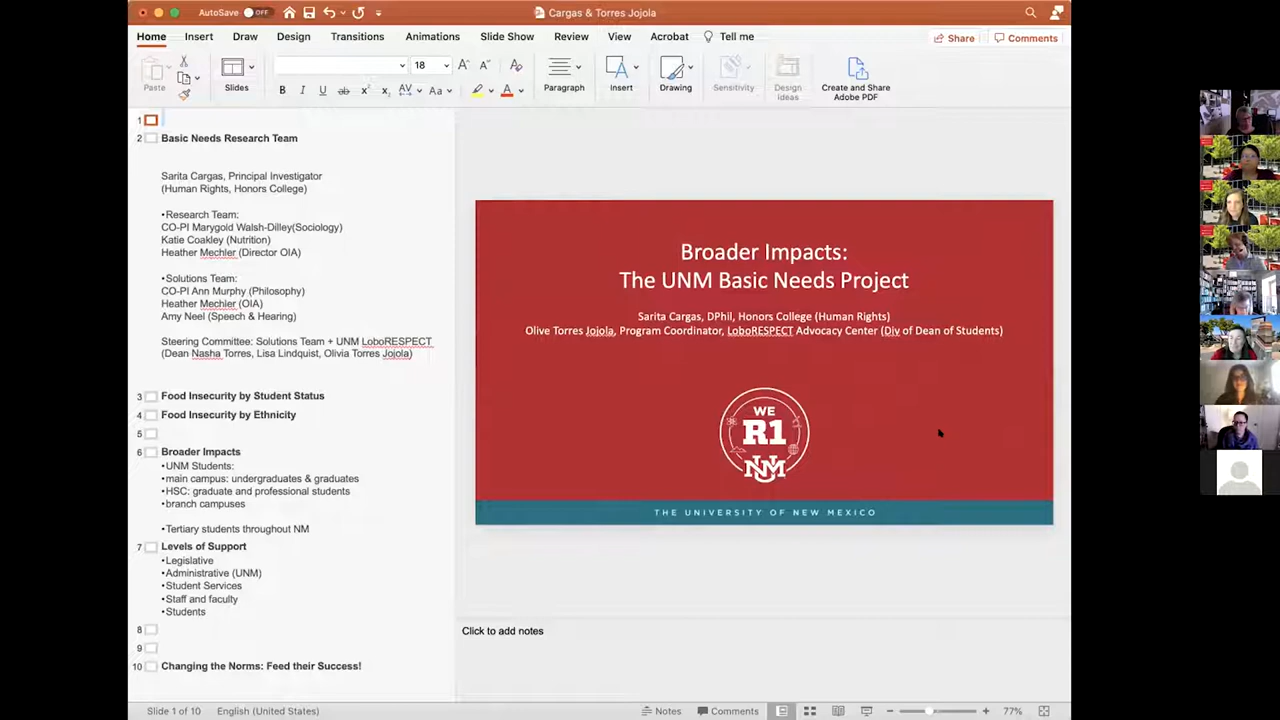 AutoSave OFF
Cargas & Torres Jojola
Home Insert Draw Design Transitions Animations Slide Show Review View Acrobat Tell me
Share Comments
18
Paste Slides Paragraph Insert Drawing Sensitivity Design Ideas Create and Share Adobe PDF
B I U ab x² x₂ AV Aa A
1
2 Basic Needs Research Team
Sarita Cargas, Principal Investigator
(Human Rights, Honors College)
•Research Team:
CO-PI Marygoid Walsh-Dilley(Sociology)
Katie Coakley (Nutrition)
Heather Mechler (Director OIA)
•Solutions Team:
CO-PI Ann Murphy (Philosophy)
Heather Mechler (OIA)
Amy Neel (Speech & Hearing)
Steering Committee: Solutions Team + UNM LoboRESPECT
(Dean Nasha Torres, Lisa Lindquist, Olivia Torres Jojola)
3 Food Insecurity by Student Status
4 Food Insecurity by Ethnicity
5
6 Broader Impacts
•UNM Students:
•main campus: undergraduates & graduates
•HSC: graduate and professional students
•branch campuses
•Tertiary students throughout NM
7 Levels of Support
•Legislative
•Administrative (UNM)
•Student Services
•Staff and faculty
•Students
8
9
10 Changing the Norms: Feed their Success!
Broader Impacts:
The UNM Basic Needs Project
Sarita Cargas, DPhil, Honors College (Human Rights)
Olive Torres Jojola, Program Coordinator, LoboRESPECT Advocacy Center (Div of Dean of Students)
WE
R1
UNM
THE UNIVERSITY OF NEW MEXICO
Click to add notes
Slide 1 of 10 English (United States) Notes Comments 77%